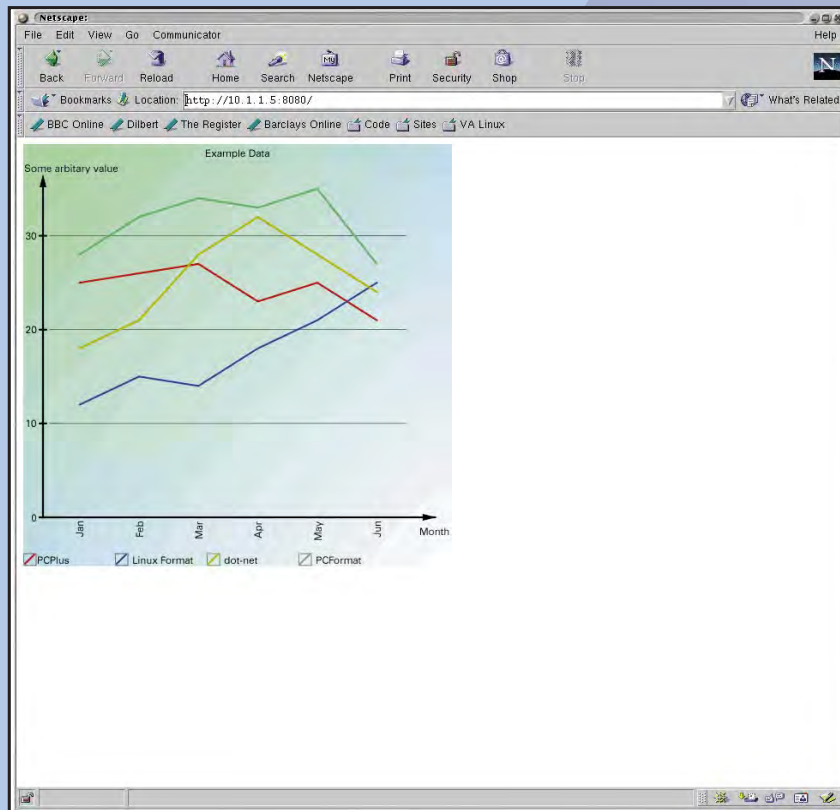 Netscape:
File Edit View Go Communicator Help
Back Forward Reload Home Search Netscape Print Security Shop Stop
My
N
Bookmarks Location: http://10.1.1.5:8080/ What's Related
BBC Online Dilbert The Register Barclays Online Code Sites VA Linux
Example Data
Some arbitary value
30
20
10
0
Jan Feb Mar Apr May Jun
Month
PCPlus Linux Format dot-net PCFormat